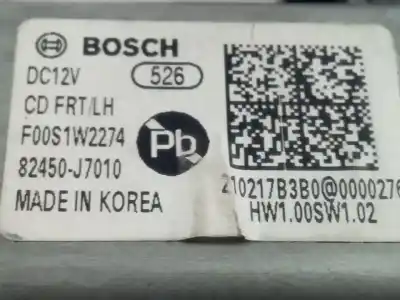 BOSCH
DC12V 526
CD FRT/LH
F00S1W2274
82450-J7010
MADE IN KOREA
Pb
210217B3B0@0000276
HW1.00SW1.02